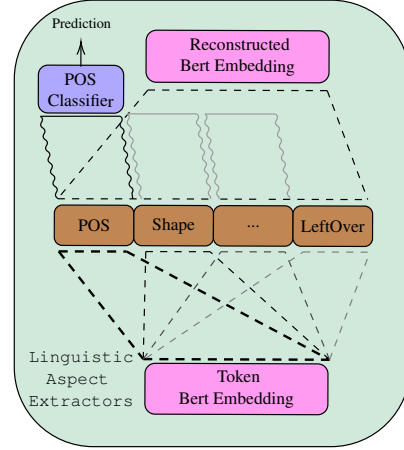 Prediction
Reconstructed
Bert Embedding
POS
Classifier
POS
Shape
...
LeftOver
Linguistic
Aspect
Extractors
Token
Bert Embedding